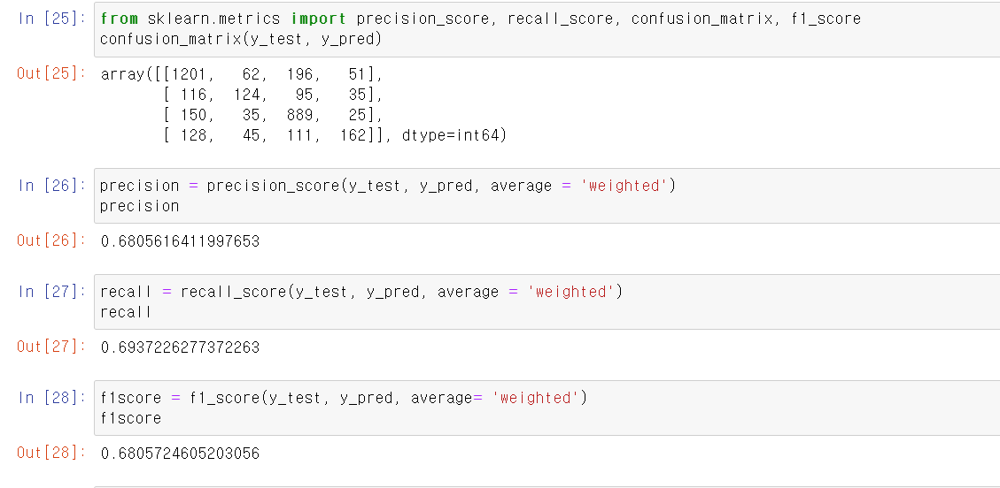 In [25]: from sklearn.metrics import precision_score, recall_score, confusion_matrix, f1_score
confusion_matrix(y_test, y_pred)
Out[25]: array([[1201, 62, 196, 51],
[ 116, 124, 95, 35],
[ 150, 35, 889, 25],
[ 128, 45, 111, 162]], dtype=int64)
In [26]: precision = precision_score(y_test, y_pred, average = 'weighted')
precision
Out[26]: 0.6805616411997653
In [27]: recall = recall_score(y_test, y_pred, average = 'weighted')
recall
Out[27]: 0.6937226277372263
In [28]: f1score = f1_score(y_test, y_pred, average= 'weighted')
f1score
Out[28]: 0.6805724605203056